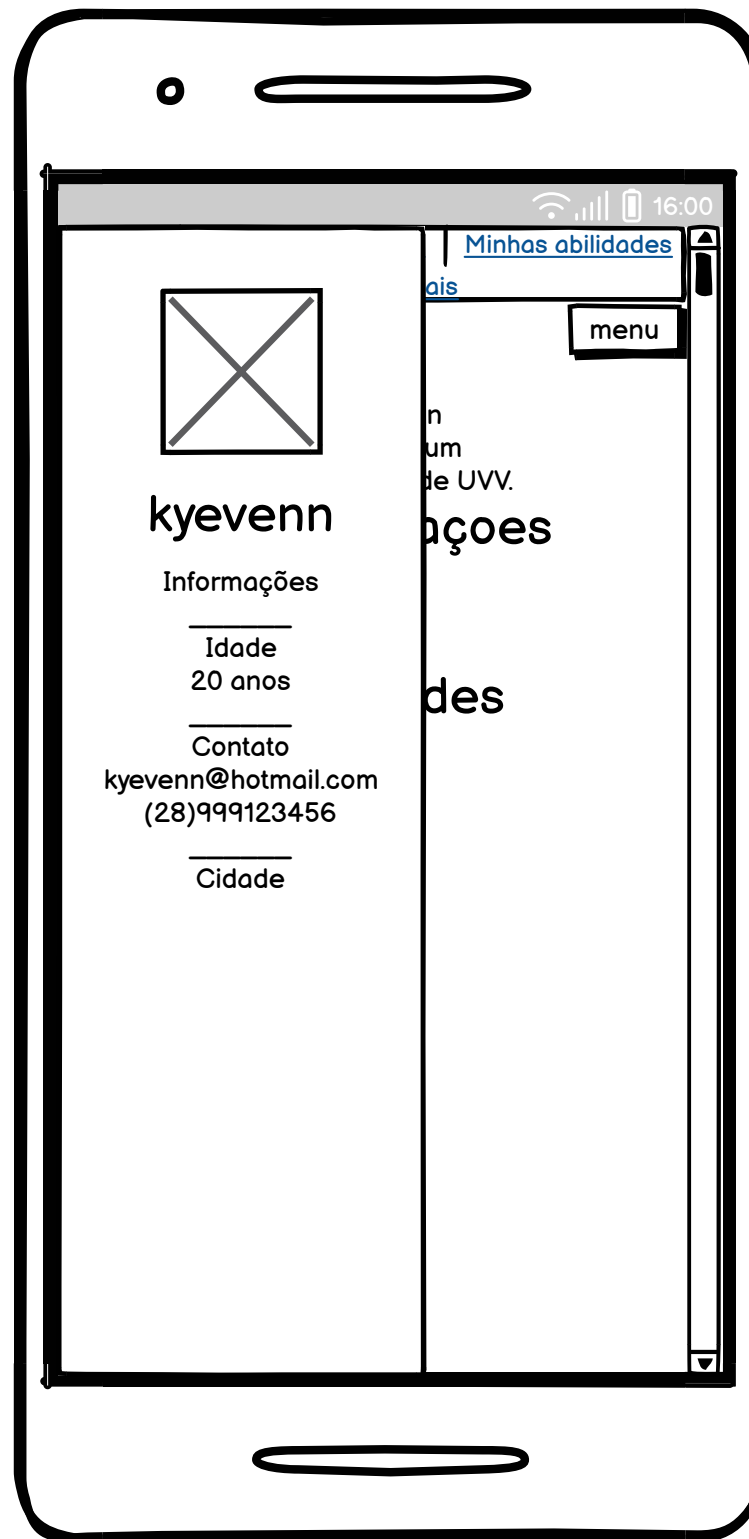 16:00
Minhas abilidades
ais
menu
n
um
de UVV.
açoes
des
kyevenn
Informações
Idade
20 anos
Contato
kyevenn@hotmail.com
(28)999123456
Cidade